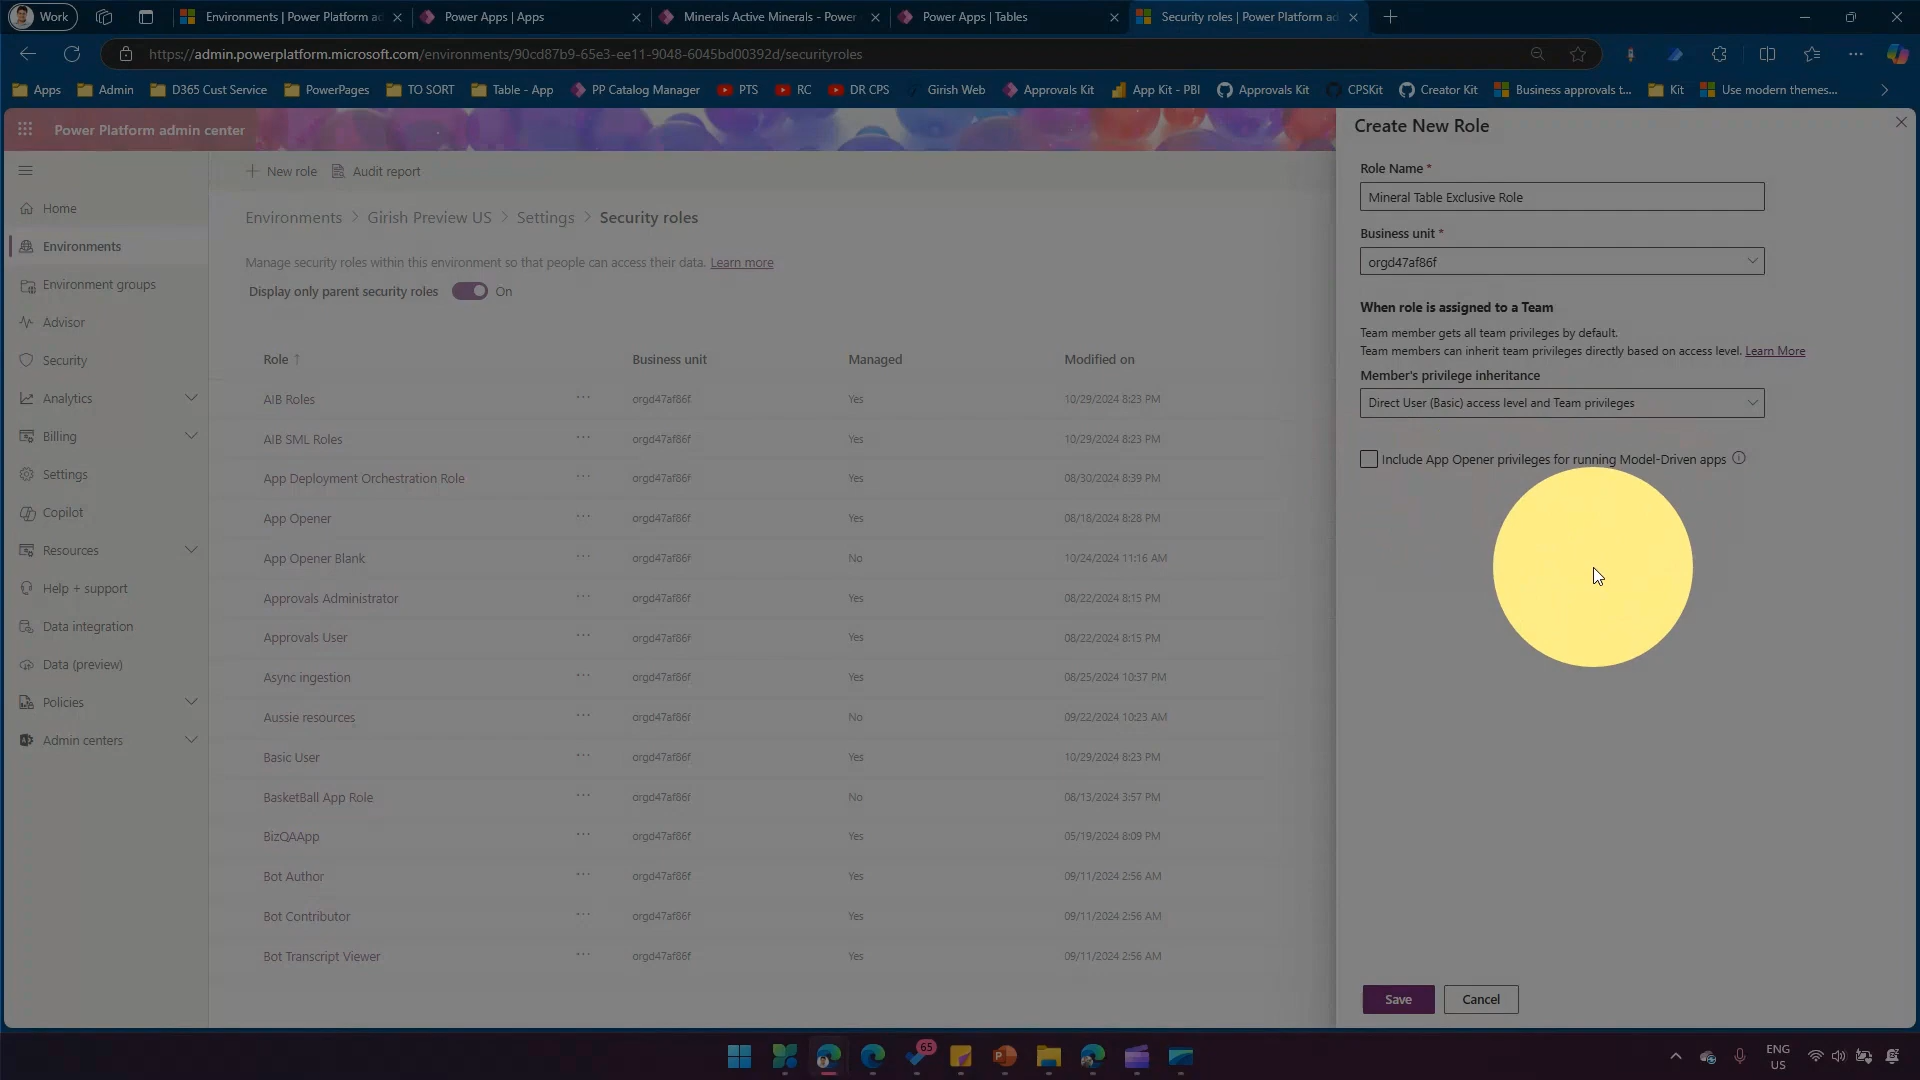 Work
Environments | Power Platform ad
Power Apps | Apps
Minerals Active Minerals - Power
Power Apps | Tables
Security roles | Power Platform ad
https://admin.powerplatform.microsoft.com/environments/90cd87b9-65e3-ee11-9048-6045bd00392d/securityroles
Apps
Admin
D365 Cust Service
PowerPages
TO SORT
Table - App
PP Catalog Manager
PTS
RC
DR CPS
Girish Web
Approvals Kit
App Kit - PBI
Approvals Kit
CPSKit
Creator Kit
Business approvals t...
Kit
Use modern themes...
Power Platform admin center
Home
Environments
Environment groups
Advisor
Security
Analytics
Billing
Settings
Copilot
Resources
Help + support
Data integration
Data (preview)
Policies
Admin centers
New role
Audit report
Environments > Girish Preview US > Settings > Security roles
Manage security roles within this environment so that people can access their data. Learn more
Display only parent security roles On
Role ↑ Business unit Managed Modified on
AIB Roles ... orgd47af86f Yes 10/29/2024 8:23 PM
AIB SML Roles ... orgd47af86f Yes 10/29/2024 8:23 PM
App Deployment Orchestration Role ... orgd47af86f Yes 08/30/2024 8:39 PM
App Opener ... orgd47af86f Yes 08/18/2024 8:28 PM
App Opener Blank ... orgd47af86f No 10/24/2024 11:16 AM
Approvals Administrator ... orgd47af86f Yes 08/22/2024 8:15 PM
Approvals User ... orgd47af86f Yes 08/22/2024 8:15 PM
Async ingestion ... orgd47af86f Yes 08/25/2024 10:37 PM
Aussie resources ... orgd47af86f No 09/22/2024 10:23 AM
Basic User ... orgd47af86f Yes 10/29/2024 8:23 PM
BasketBall App Role ... orgd47af86f No 08/13/2024 3:57 PM
BizQAApp ... orgd47af86f Yes 05/19/2024 8:09 PM
Bot Author ... orgd47af86f Yes 09/11/2024 2:56 AM
Bot Contributor ... orgd47af86f Yes 09/11/2024 2:56 AM
Bot Transcript Viewer ... orgd47af86f Yes 09/11/2024 2:56 AM
Create New Role
Role Name *
Mineral Table Exclusive Role
Business unit *
orgd47af86f
When role is assigned to a Team
Team member gets all team privileges by default.
Team members can inherit team privileges directly based on access level. Learn More
Member's privilege inheritance
Direct User (Basic) access level and Team privileges
Include App Opener privileges for running Model-Driven apps
Save
Cancel
65
ENG
US